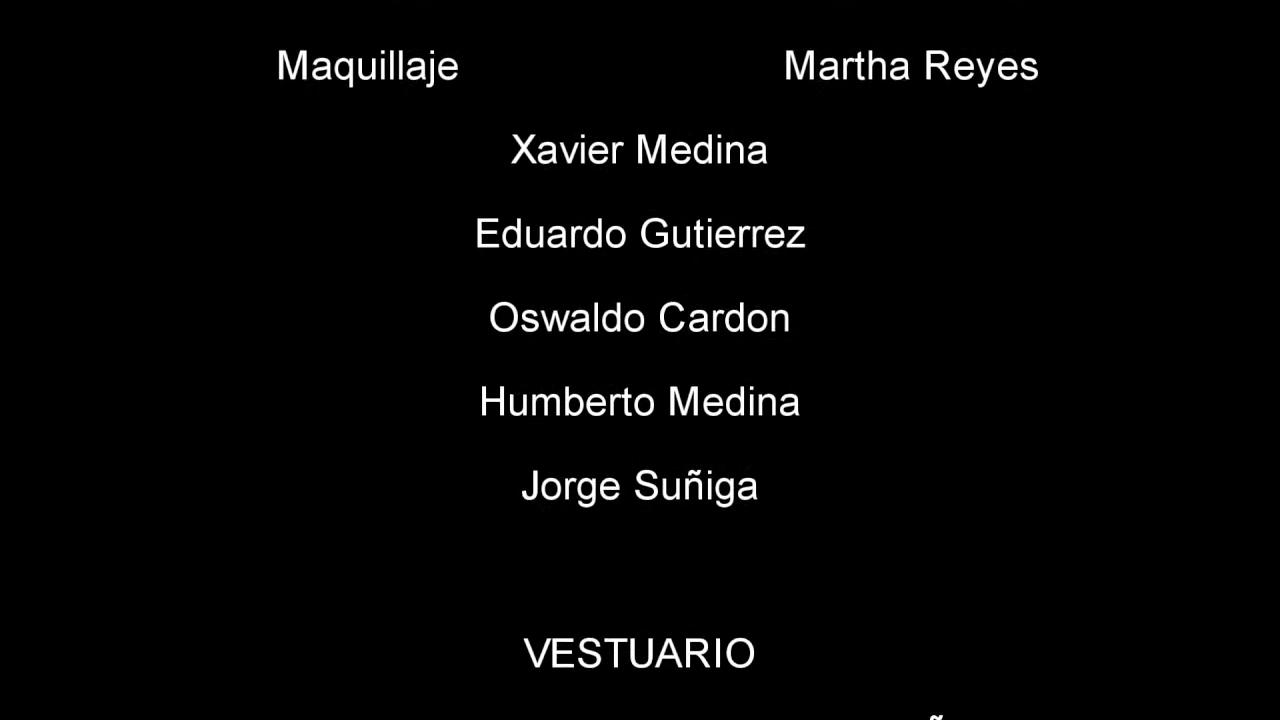 Maquillaje Martha Reyes
Xavier Medina
Eduardo Gutierrez
Oswaldo Cardon
Humberto Medina
Jorge Suñiga
VESTUARIO